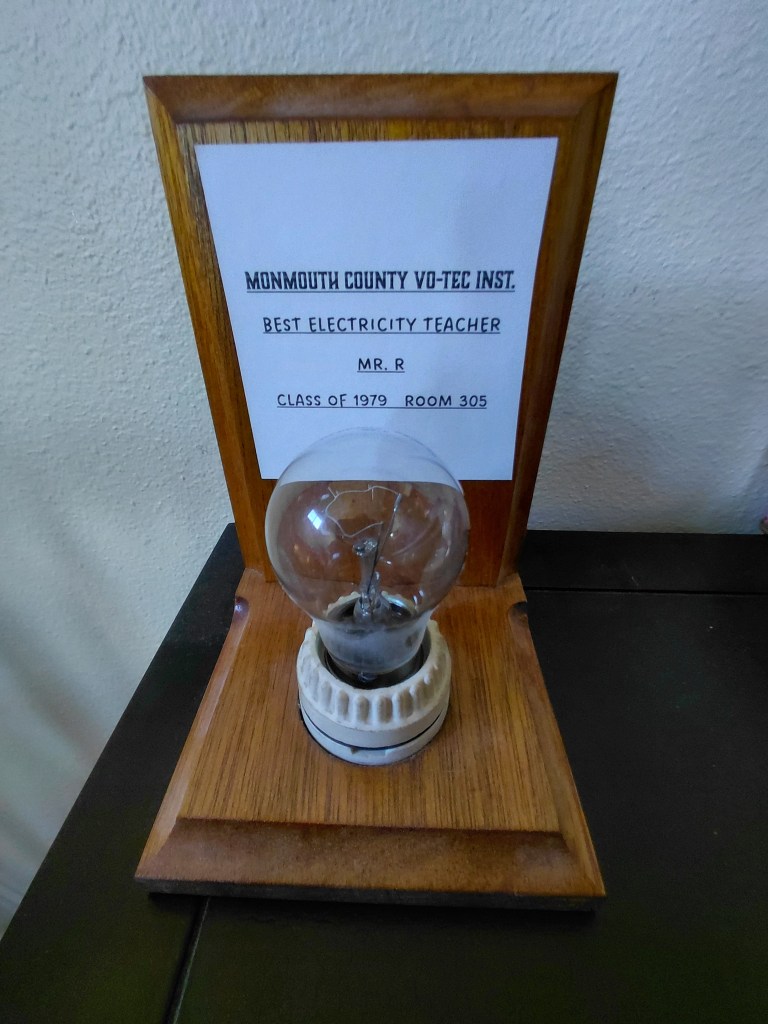 MONMOUTH COUNTY VO-TEC INST.
BEST ELECTRICITY TEACHER
MR. R
CLASS OF 1979 ROOM 305